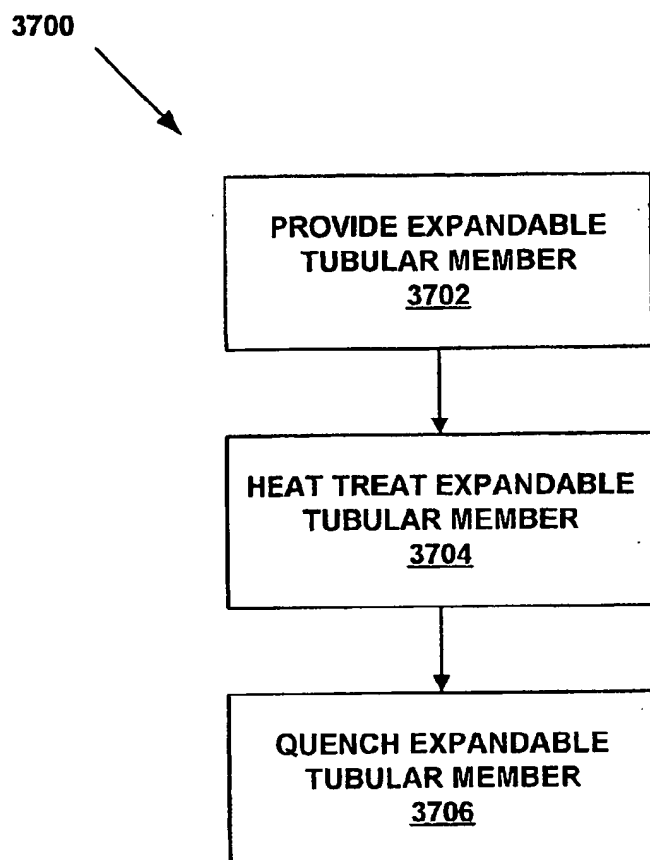 3700
PROVIDE EXPANDABLE
TUBULAR MEMBER
3702
HEAT TREAT EXPANDABLE
TUBULAR MEMBER
3704
QUENCH EXPANDABLE
TUBULAR MEMBER
3706